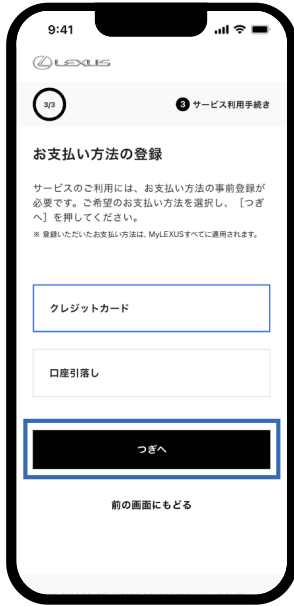 9:41
LEXUS
3/3
3 サービス利用手続き
お支払い方法の登録
サービスのご利用には、お支払い方法の事前登録が
必要です。ご希望のお支払い方法を選択し、［つぎ
へ］を押してください。
※ 登録いただいたお支払い方法は、MyLEXUSすべてに適用されます。
クレジットカード
口座引落し
つぎへ
前の画面にもどる